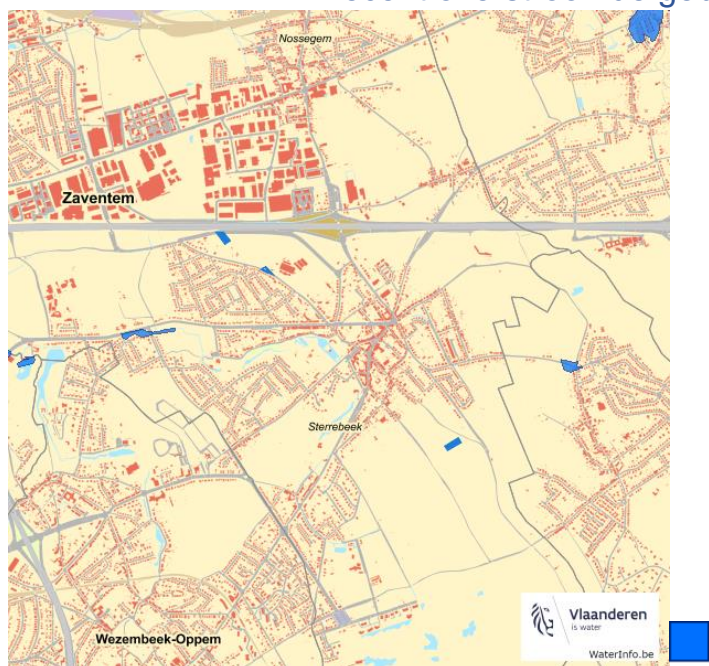 Nossegem
Zaventem
Sterrebeek
Wezembeek-Oppem
Vlaanderen
is water
WaterInfo.be